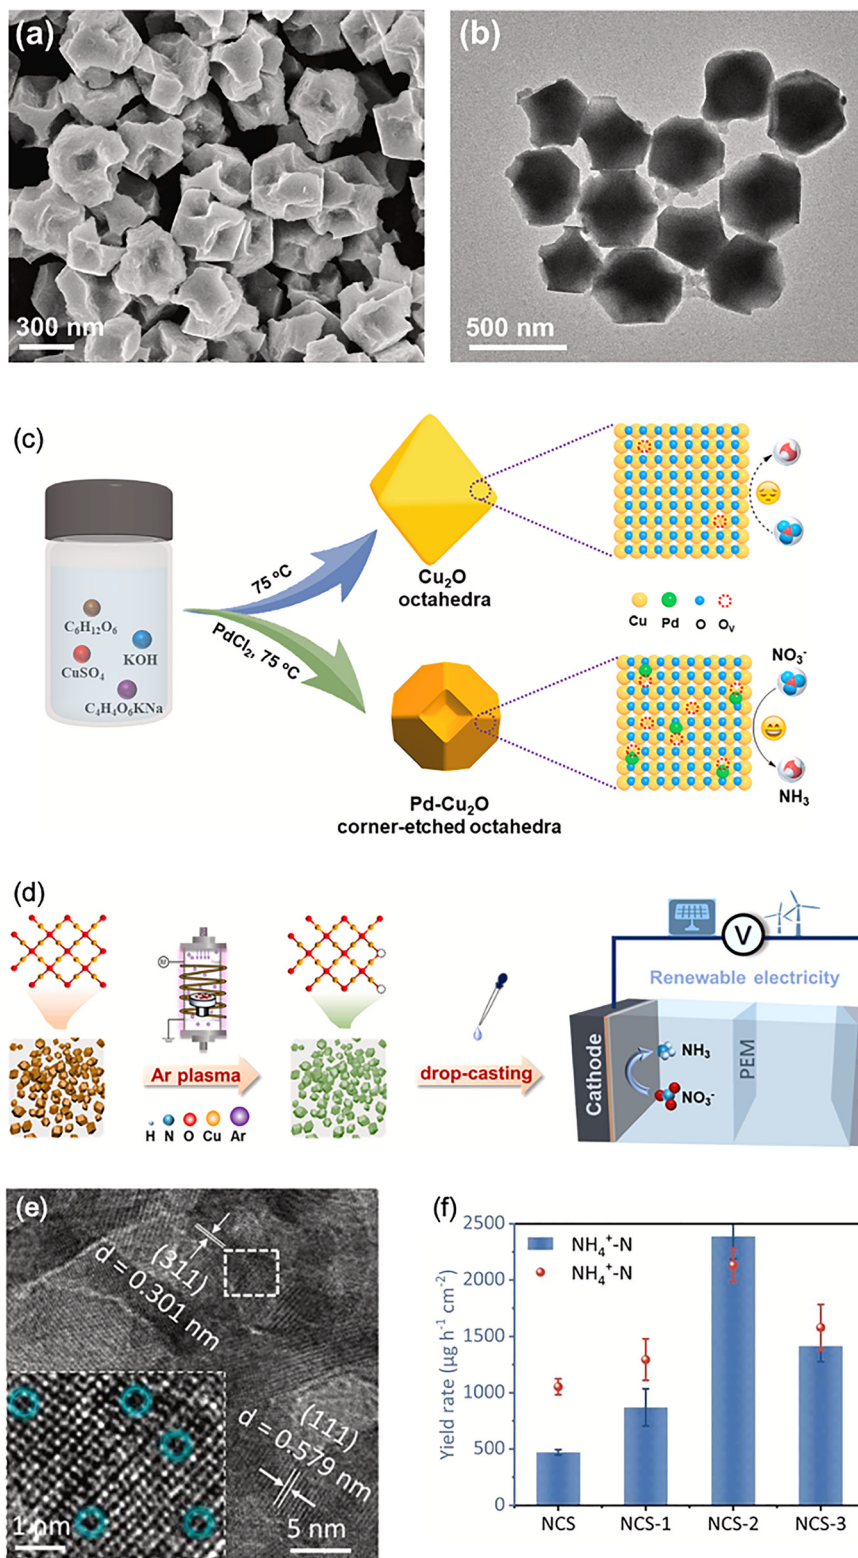 (a)
300 nm
(b)
500 nm
(c)
C₆H₁₂O₆
CuSO₄
KOH
C₄H₄O₆KNa
75 ºC
PdCl₂, 75 ºC
Cu₂O
octahedra
Pd-Cu₂O
corner-etched octahedra
Cu Pd O Oᵥ
NO₃⁻
NH₃
(d)
Ar plasma
H N O Cu Ar
drop-casting
V
Renewable electricity
Cathode
NH₃
NO₃⁻
PEM
(e)
(311)
d = 0.301 nm
(111)
d = 0.579 nm
1 nm
5 nm
(f)
NH₄⁺-N
NH₄⁺-N
Yield rate (µg h⁻¹ cm⁻²)
2500
2000
1500
1000
500
0
NCS NCS-1 NCS-2 NCS-3